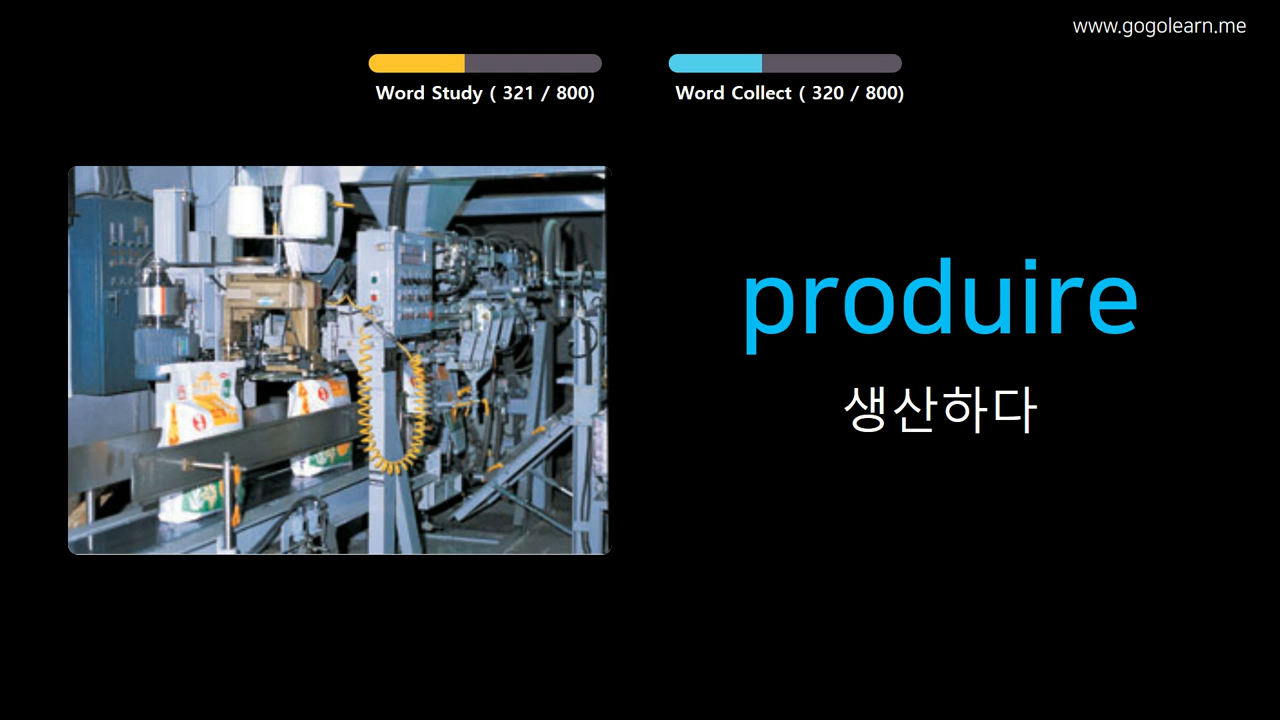 www.gogolearn.me
Word Study ( 321 / 800)
Word Collect ( 320 / 800)
produire
생산하다